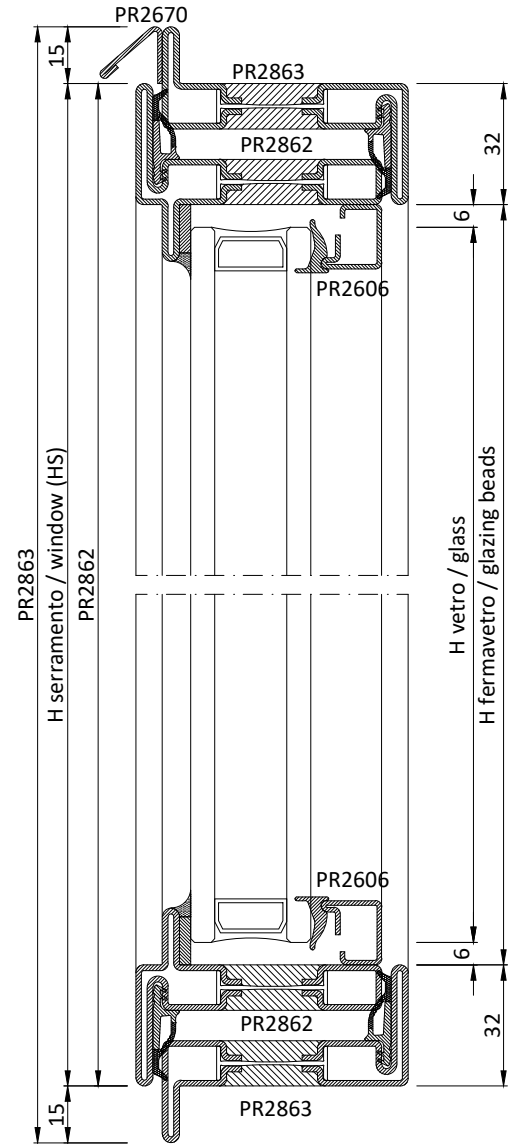 PR2670
15
PR2863
PR2862
32
6
PR2606
PR2863
H serramento / window (HS)
PR2862
H vetro / glass
H fermavetro / glazing beads
PR2606
6
PR2862
32
15
PR2863